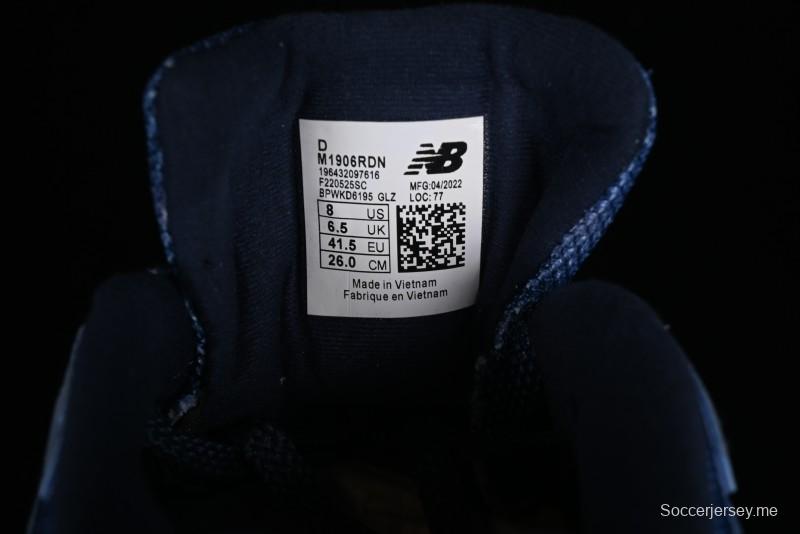 D
M1906RDN
196432097616
F220525SC
BPWKD6195 GLZ
NB
MFG:04/2022
LOC: 77
8 US
6.5 UK
41.5 EU
26.0 CM
Made in Vietnam
Fabrique en Vietnam
Soccerjersey.me